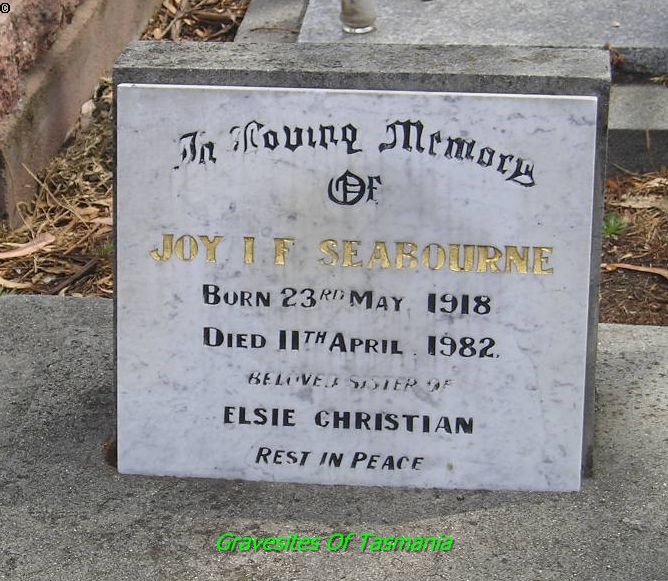 ©
In Loving Memory
Of
JOY I F SEABOURNE
BORN 23RD MAY 1918
DIED 11TH APRIL 1982.
BELOVED SISTER OF
ELSIE CHRISTIAN
REST IN PEACE
Gravesites Of Tasmania